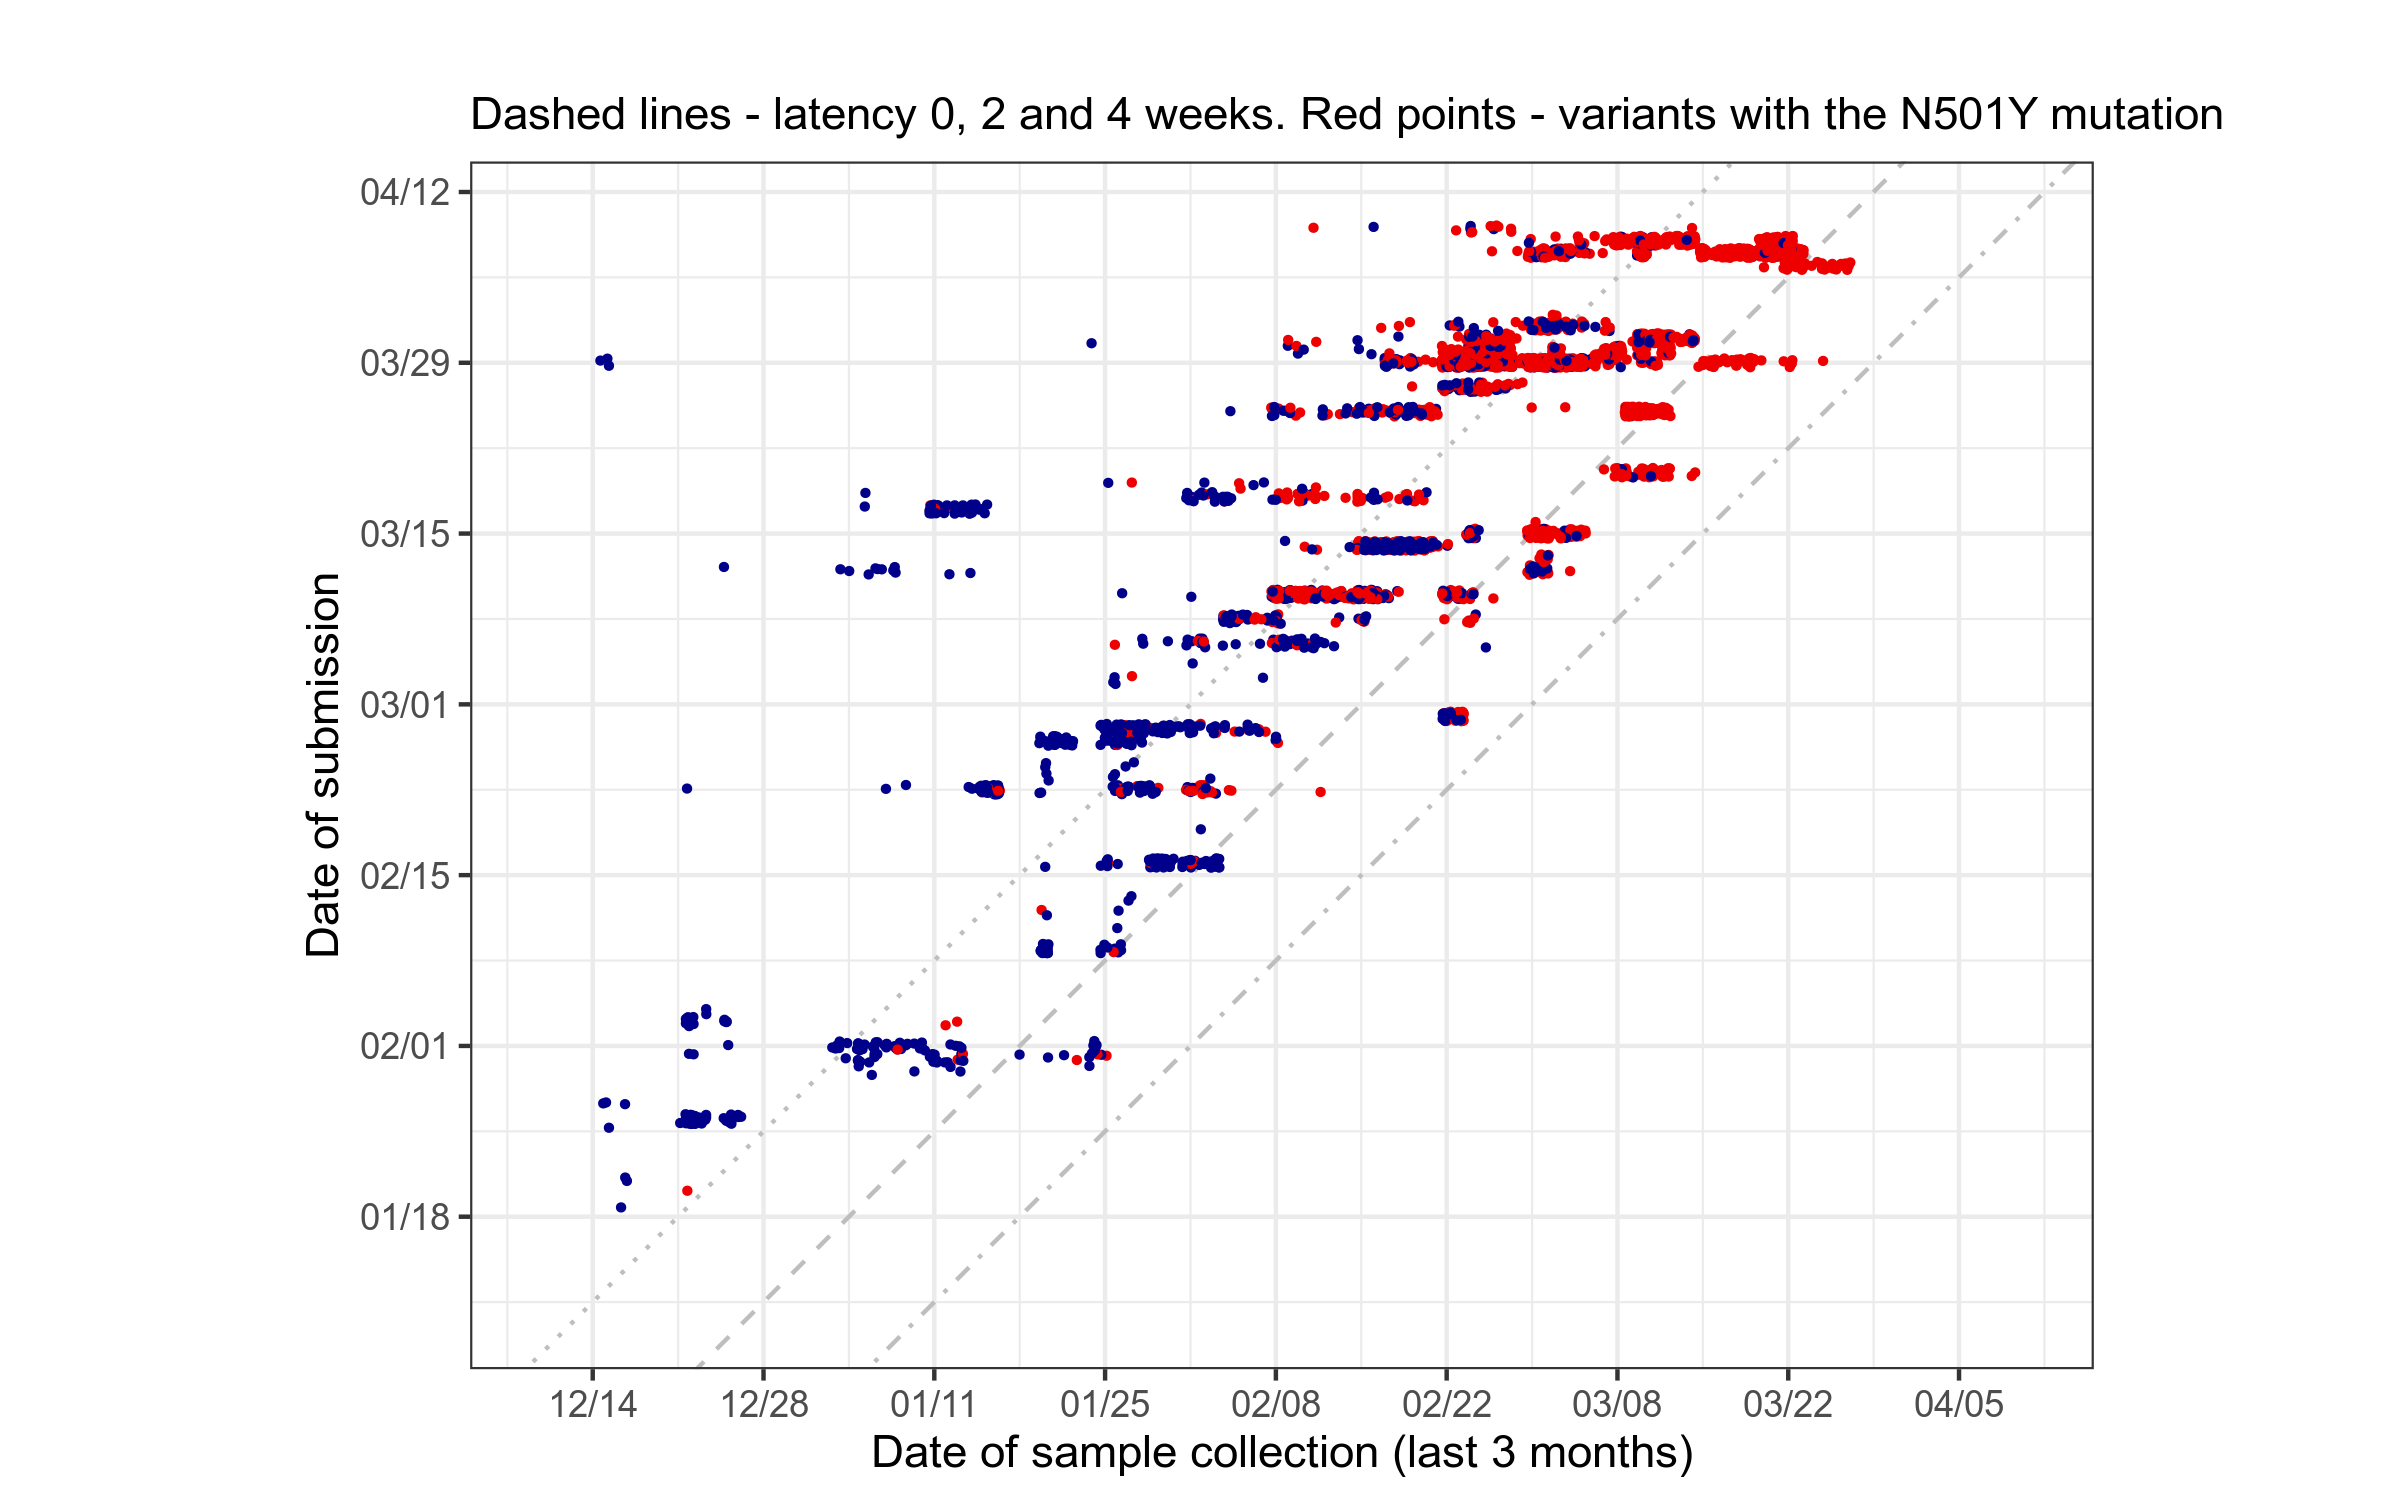 Dashed lines - latency 0, 2 and 4 weeks. Red points - variants with the N501Y mutation
04/12
03/29
03/15
03/01
02/15
02/01
01/18
Date of submission
12/14 12/28 01/11 01/25 02/08 02/22 03/08 03/22 04/05
Date of sample collection (last 3 months)